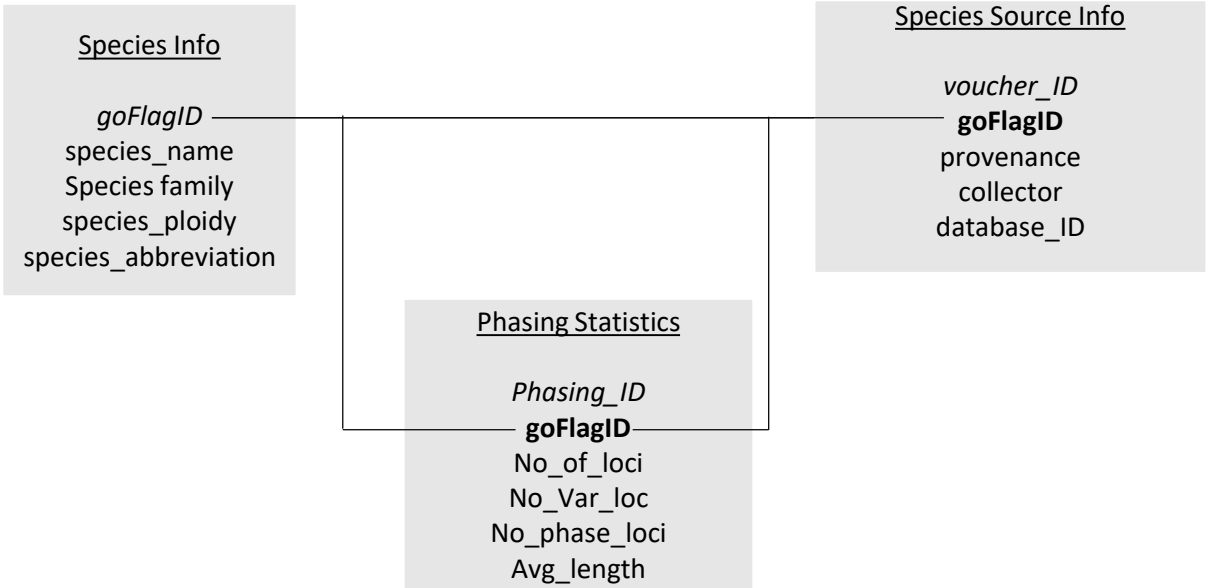 Species Info
goFlagID
species_name
Species family
species_ploidy
species_abbreviation
Species Source Info
voucher_ID
goFlagID
provenance
collector
database_ID
Phasing Statistics
Phasing_ID
goFlagID
No_of_loci
No_Var_loc
No_phase_loci
Avg_length